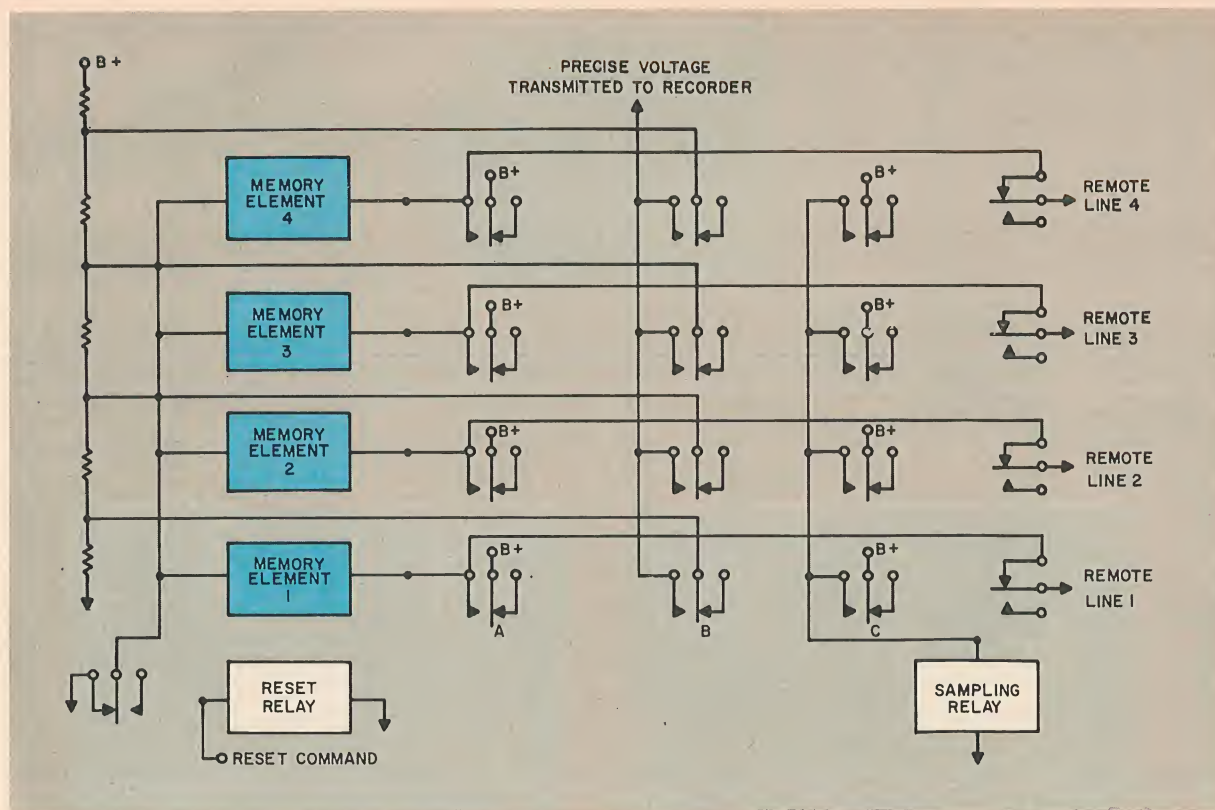 B+
PRECISE VOLTAGE
TRANSMITTED TO RECORDER
MEMORY
ELEMENT
4
B+
B+
REMOTE
LINE 4
MEMORY
ELEMENT
3
B+
B+
REMOTE
LINE 3
MEMORY
ELEMENT
2
B+
B+
REMOTE
LINE 2
MEMORY
ELEMENT
1
B+
B+
REMOTE
LINE 1
A
B
C
RESET
RELAY
RESET COMMAND
SAMPLING
RELAY